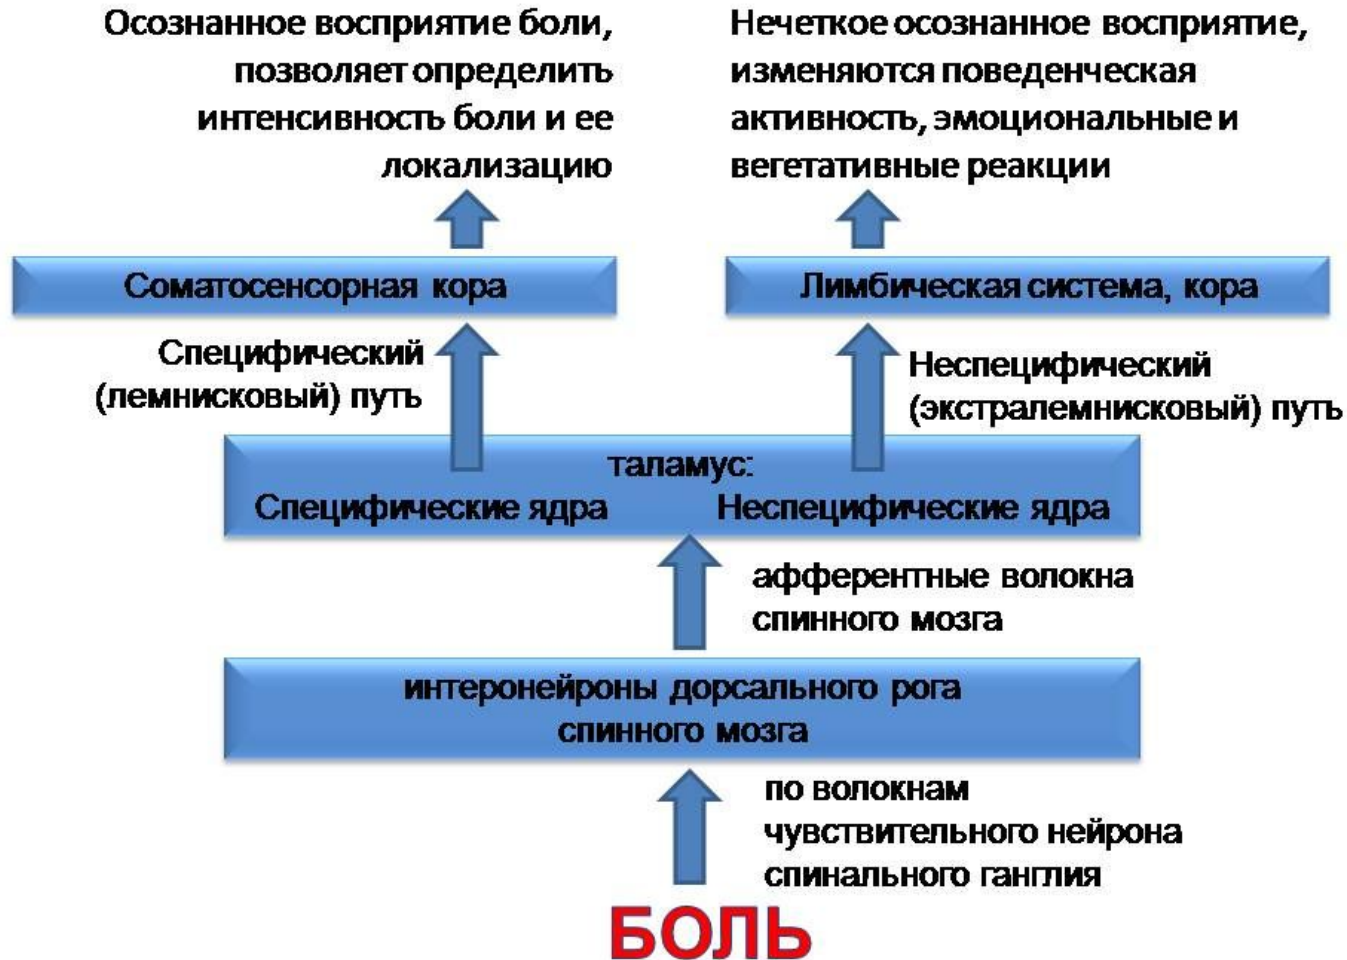 Осознанное восприятие боли,
позволяет определить
интенсивность боли и ее
локализацию
Нечеткое осознанное восприятие,
изменяются поведенческая
активность, эмоциональные и
вегетативные реакции
Соматосенсорная кора
Лимбическая система, кора
Специфический
(лемнисковый) путь
Неспецифический
(экстралемнисковый) путь
таламус:
Специфические ядра
Неспецифические ядра
афферентные волокна
спинного мозга
интеронейроны дорсального рога
спинного мозга
по волокнам
чувствительного нейрона
спинального ганглия
БОЛЬ